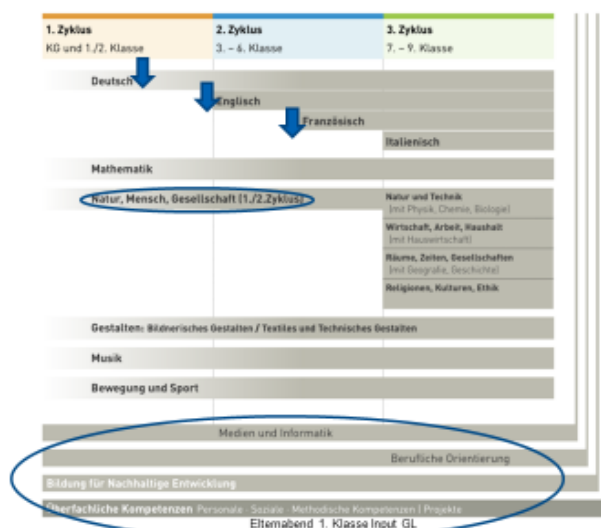 1. Zyklus
KG und 1./2. Klasse
2. Zyklus
3. – 6. Klasse
3. Zyklus
7. – 9. Klasse
Deutsch
Englisch
Französisch
Italienisch
Mathematik
Natur, Mensch, Gesellschaft (1./2.Zyklus)
Natur und Technik
(mit Physik, Chemie, Biologie)
Wirtschaft, Arbeit, Haushalt
(mit Hauswirtschaft)
Räume, Zeiten, Gesellschaften
(mit Geografie, Geschichte)
Religionen, Kulturen, Ethik
Gestalten: Bildnerisches Gestalten / Textiles und Technisches Gestalten
Musik
Bewegung und Sport
Medien und Informatik
Berufliche Orientierung
Bildung für Nachhaltige Entwicklung
Überfachliche Kompetenzen Personale · Soziale · Methodische Kompetenzen | Projekte
Elternabend 1. Klasse Input GL